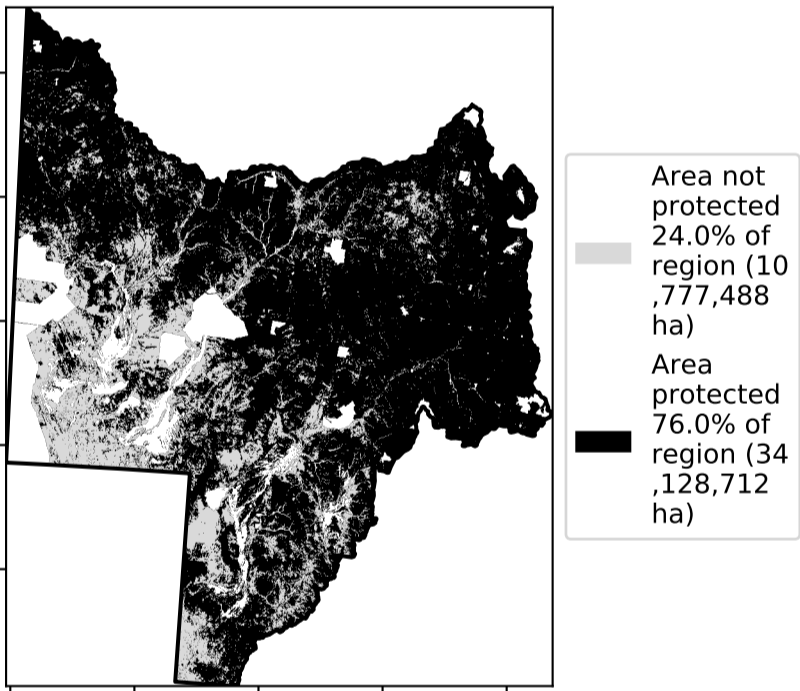 Area not
protected
24.0% of
region (10
,777,488
ha)
Area
protected
76.0% of
region (34
,128,712
ha)